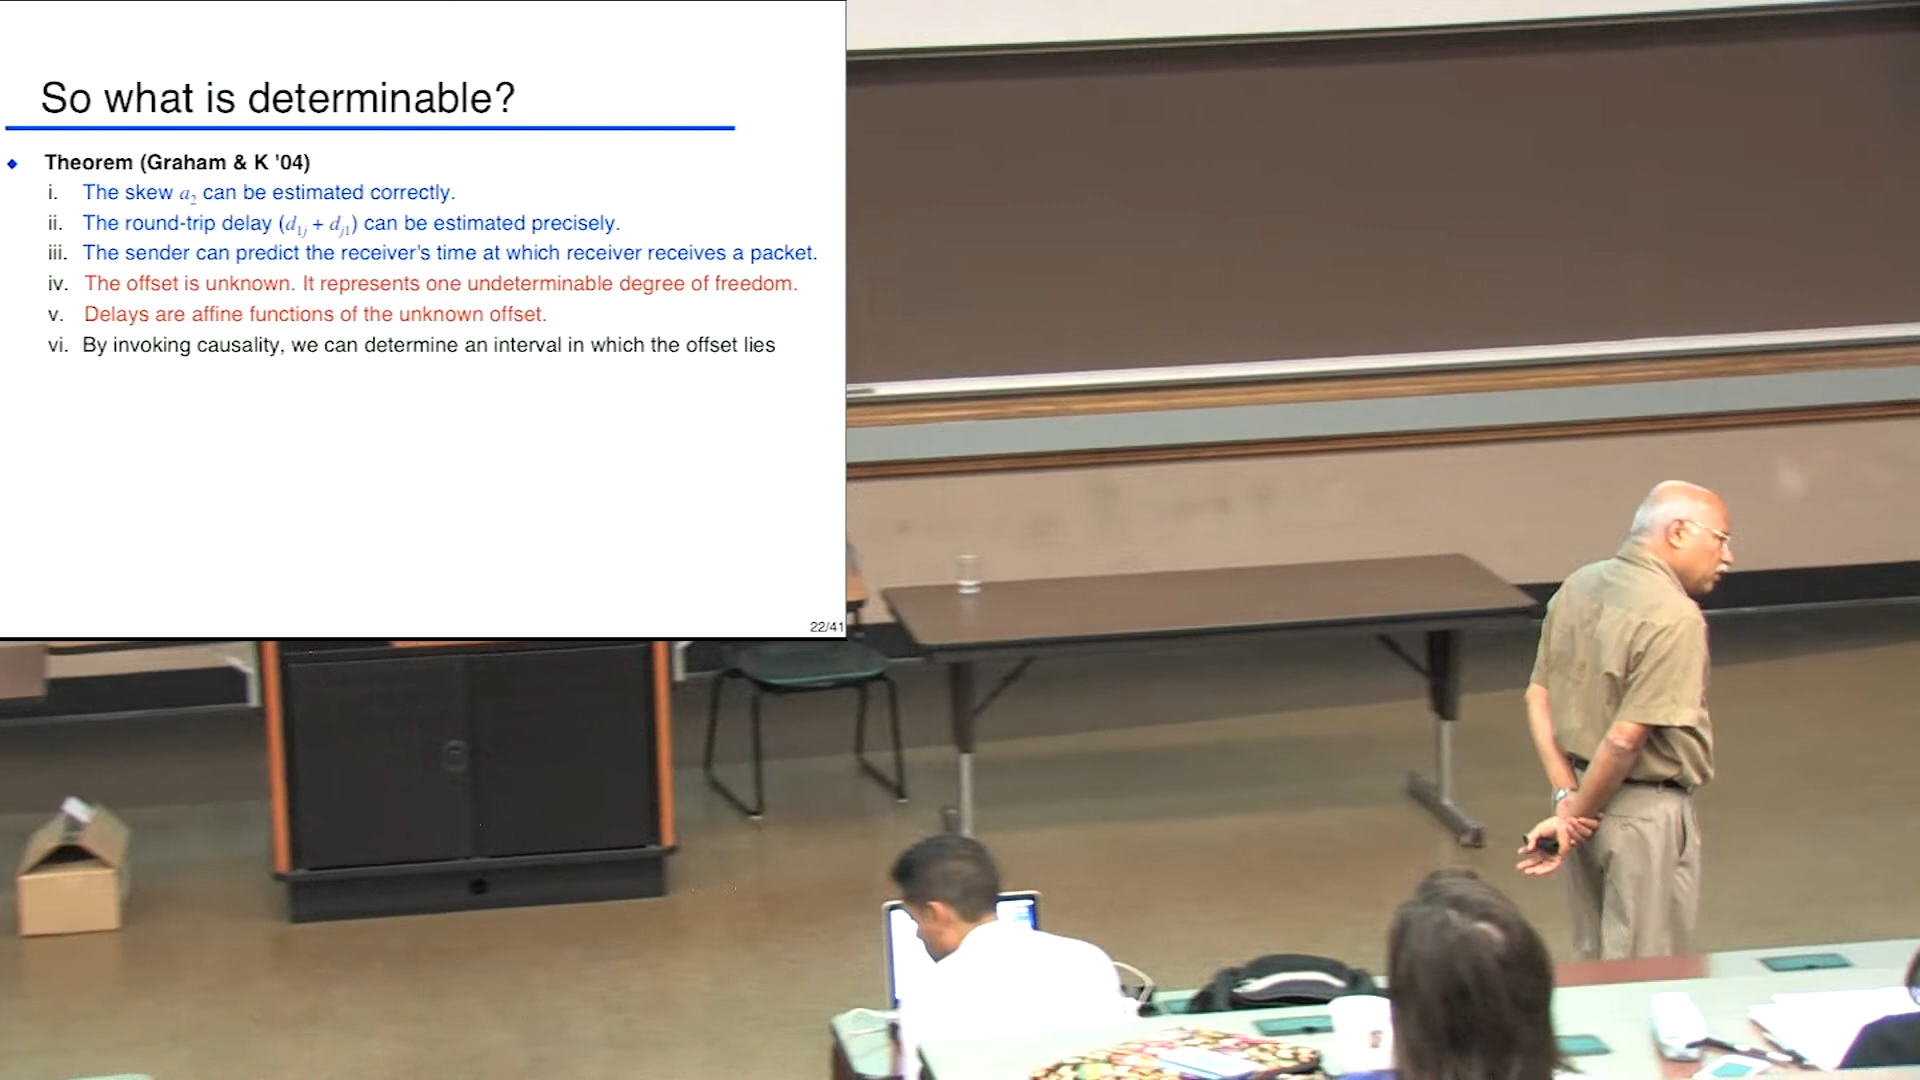 So what is determinable?
Theorem (Graham & K '04)
i. The skew a₂ can be estimated correctly.
ii. The round-trip delay (d₁ⱼ + dⱼ₁) can be estimated precisely.
iii. The sender can predict the receiver's time at which receiver receives a packet.
iv. The offset is unknown. It represents one undeterminable degree of freedom.
v. Delays are affine functions of the unknown offset.
vi. By invoking causality, we can determine an interval in which the offset lies
22/41